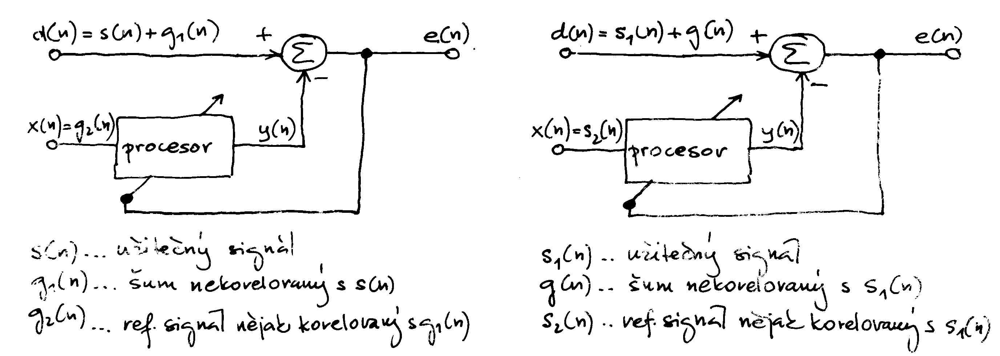 d(n) = s(n) + g₁(n)
+
Σ
e(n)
-
x(n)=g₂(n)
procesor
y(n)
s(n) ... užitečný signál
g₁(n) ... šum nekorelovaný s s(n)
g₂(n) ... ref. signál nějak korelovaný s g₁(n)
d(n) = s₁(n) + g(n)
+
Σ
e(n)
-
x(n)=s₂(n)
procesor
y(n)
s₁(n) .. užitečný signál
g(n) .. šum nekorelovaný s s₁(n)
s₂(n) .. ref. signál nějak korelovaný s s₁(n)